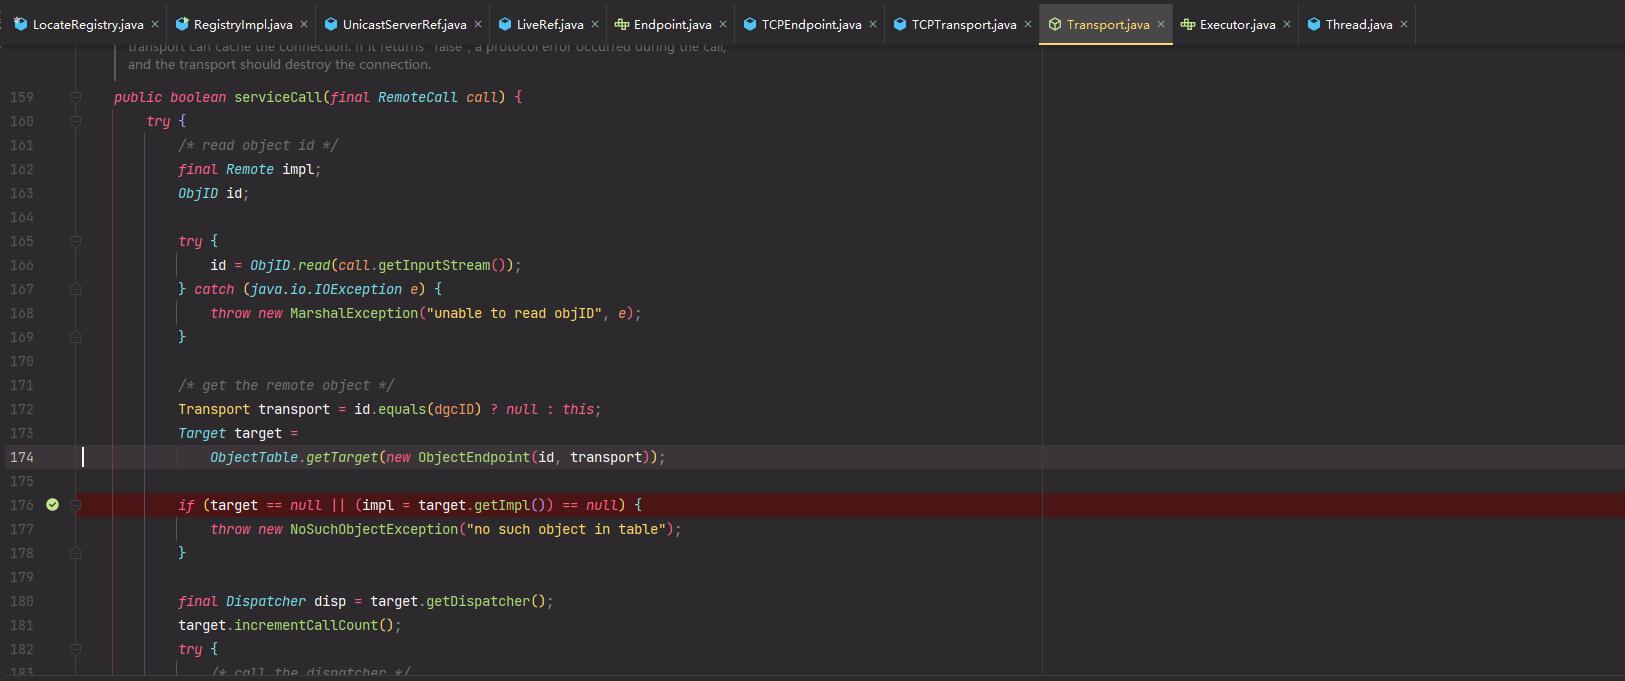 LocateRegistry.java RegistryImpl.java UnicastServerRef.java LiveRef.java Endpoint.java TCPEndpoint.java TCPTransport.java Transport.java Executor.java Thread.java
transport can cache the connection. If it returns "false", a protocol error occurred during the call,
and the transport should destroy the connection.
159 public boolean serviceCall(final RemoteCall call) {
160 try {
161 /* read object id */
162 final Remote impl;
163 ObjID id;
164
165 try {
166 id = ObjID.read(call.getInputStream());
167 } catch (java.io.IOException e) {
168 throw new MarshalException("unable to read objID", e);
169 }
170
171 /* get the remote object */
172 Transport transport = id.equals(dgcID) ? null : this;
173 Target target =
174 ObjectTable.getTarget(new ObjectEndpoint(id, transport));
175
176 if (target == null || (impl = target.getImpl()) == null) {
177 throw new NoSuchObjectException("no such object in table");
178 }
179
180 final Dispatcher disp = target.getDispatcher();
181 target.incrementCallCount();
182 try {
183 /* call the dispatcher */